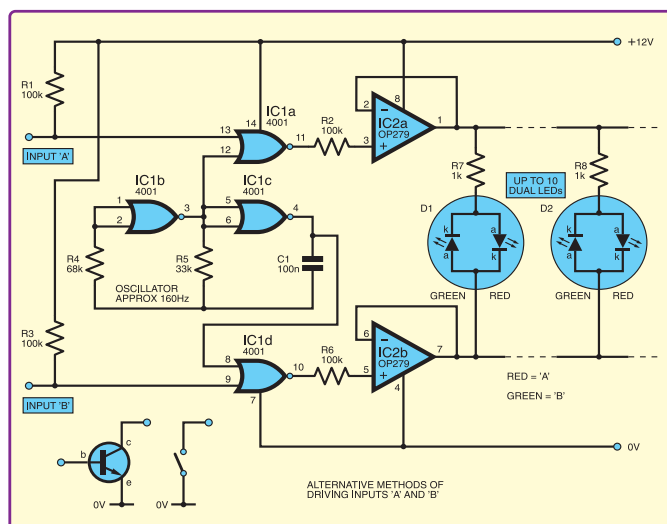 +12V
R1
100k
IC1a
4001
14
13
12
11
R2
100k
2
3
8
1
IC2a
OP279
−
+
INPUT 'A'
R7
1k
R8
1k
UP TO 10
DUAL LEDs
IC1b
4001
1
2
3
IC1c
4001
5
6
4
D1
D2
k
a
a
k
k
a
a
k
GREEN
RED
GREEN
RED
R4
68k
R5
33k
C1
100n
OSCILLATOR
APPROX 160Hz
R3
100k
IC1d
4001
8
9
7
10
R6
100k
6
5
4
7
IC2b
OP279
−
+
RED = 'A'
GREEN = 'B'
INPUT 'B'
0V
b
c
e
0V
0V
ALTERNATIVE METHODS OF
DRIVING INPUTS 'A' AND 'B'